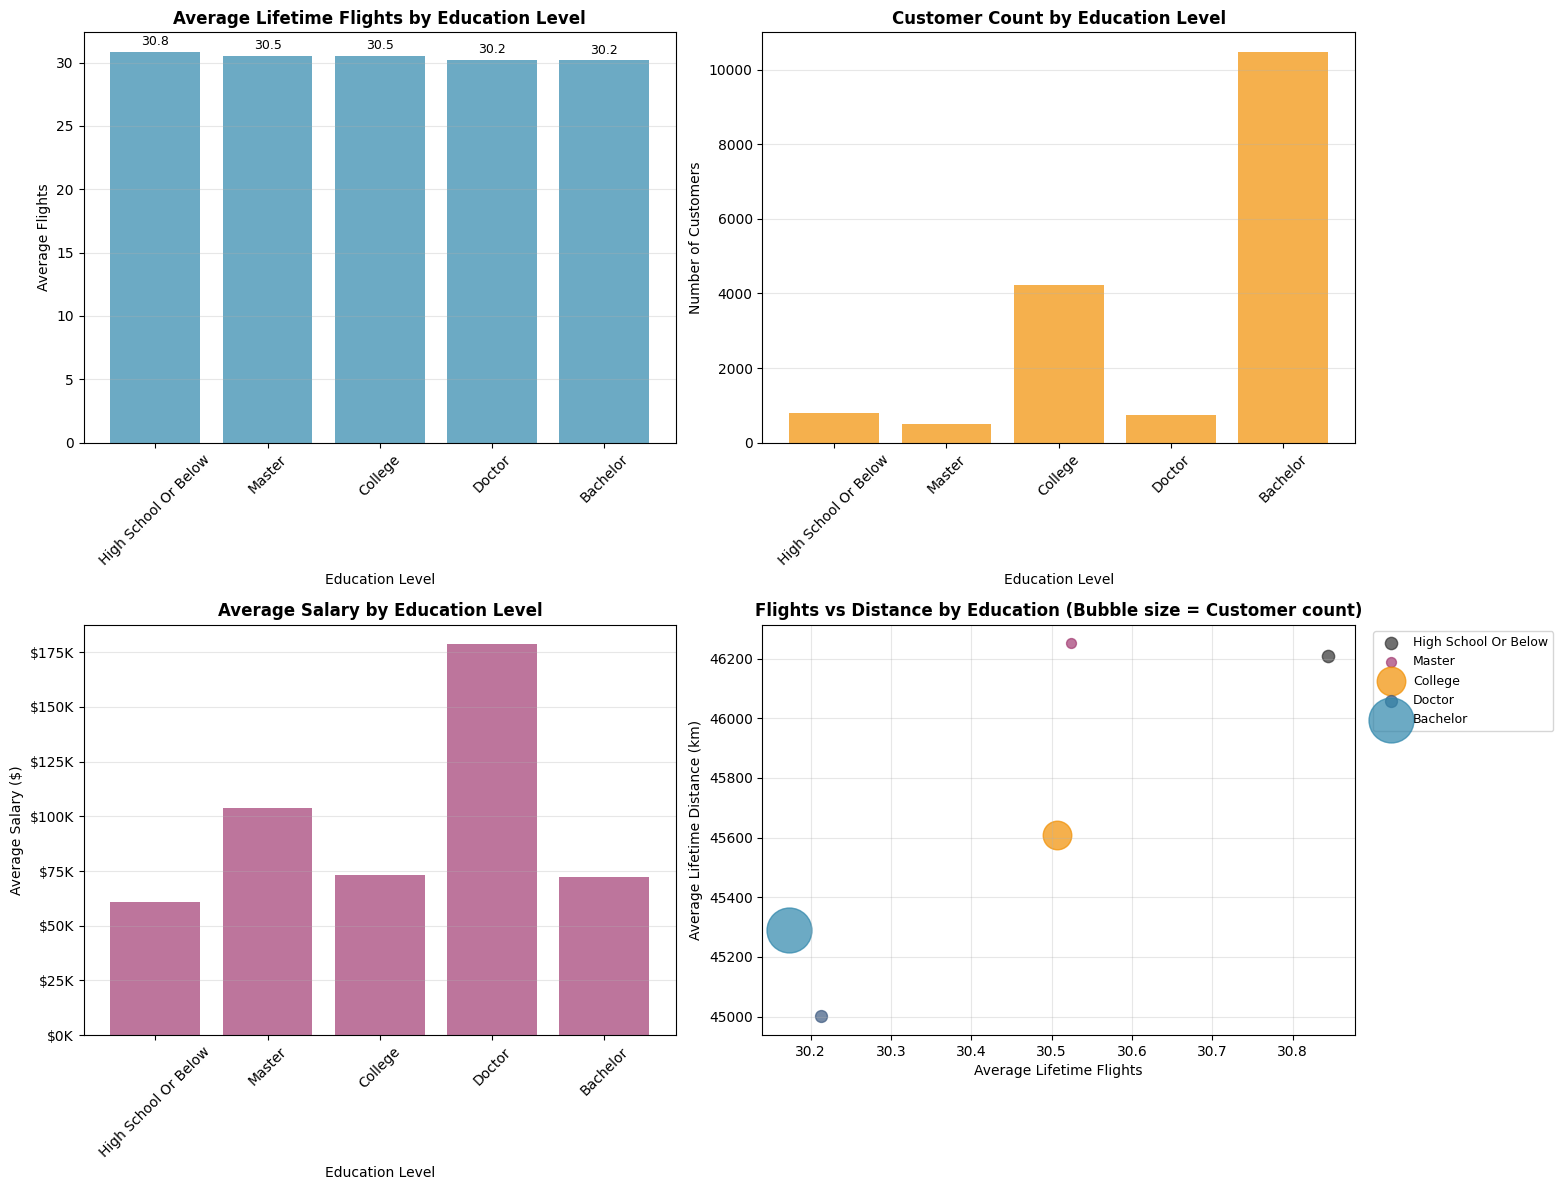 Average Lifetime Flights by Education Level
Average Flights
30
25
20
15
10
5
0
30.8
30.5
30.5
30.2
30.2
High School Or Below
Master
College
Doctor
Bachelor
Education Level
Customer Count by Education Level
Number of Customers
10000
8000
6000
4000
2000
0
High School Or Below
Master
College
Doctor
Bachelor
Education Level
Average Salary by Education Level
Average Salary ($)
$175K
$150K
$125K
$100K
$75K
$50K
$25K
$0K
High School Or Below
Master
College
Doctor
Bachelor
Education Level
Flights vs Distance by Education (Bubble size = Customer count)
Average Lifetime Distance (km)
46200
46000
45800
45600
45400
45200
45000
30.2
30.3
30.4
30.5
30.6
30.7
30.8
Average Lifetime Flights
High School Or Below
Master
College
Doctor
Bachelor